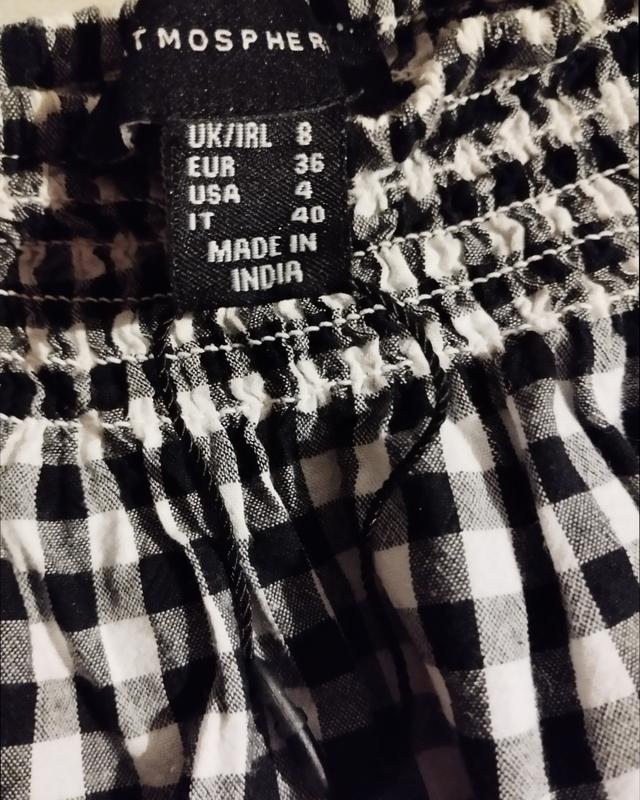 TMOSPHER
UK/IRL 8
EUR 36
USA 4
IT 40
MADE IN
INDIA